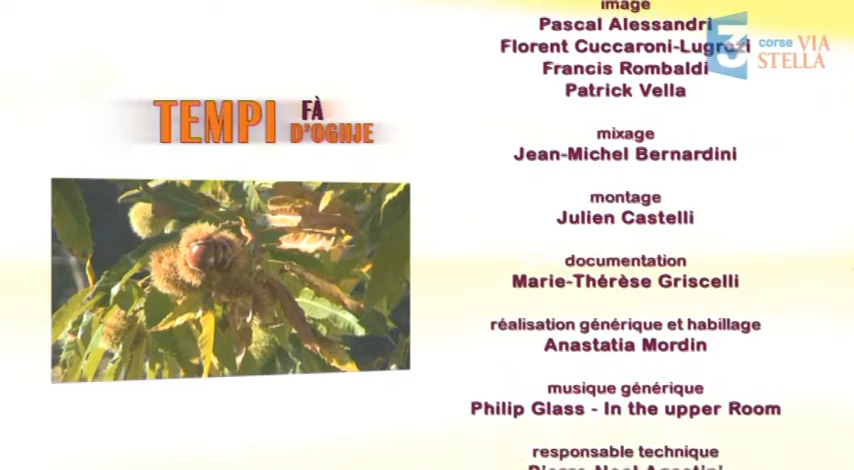 image
Pascal Alessandri
Florent Cuccaroni-Lugrezi
Francis Rombaldi
Patrick Vella
3 corse VIA
STELLA
TEMPI FÀ
D'OGNJE
mixage
Jean-Michel Bernardini
montage
Julien Castelli
documentation
Marie-Thérèse Griscelli
réalisation générique et habillage
Anastatia Mordin
musique générique
Philip Glass - In the upper Room
responsable technique